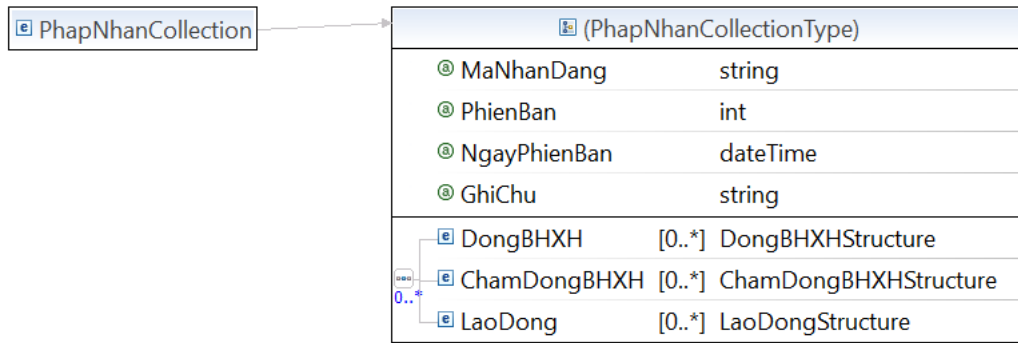 e PhapNhanCollection
(PhapNhanCollectionType)
a MaNhanDang string
a PhienBan int
a NgayPhienBan dateTime
a GhiChu string
e DongBHXH [0..*] DongBHXHStructure
e ChamDongBHXH [0..*] ChamDongBHXHStructure
0..*
e LaoDong [0..*] LaoDongStructure